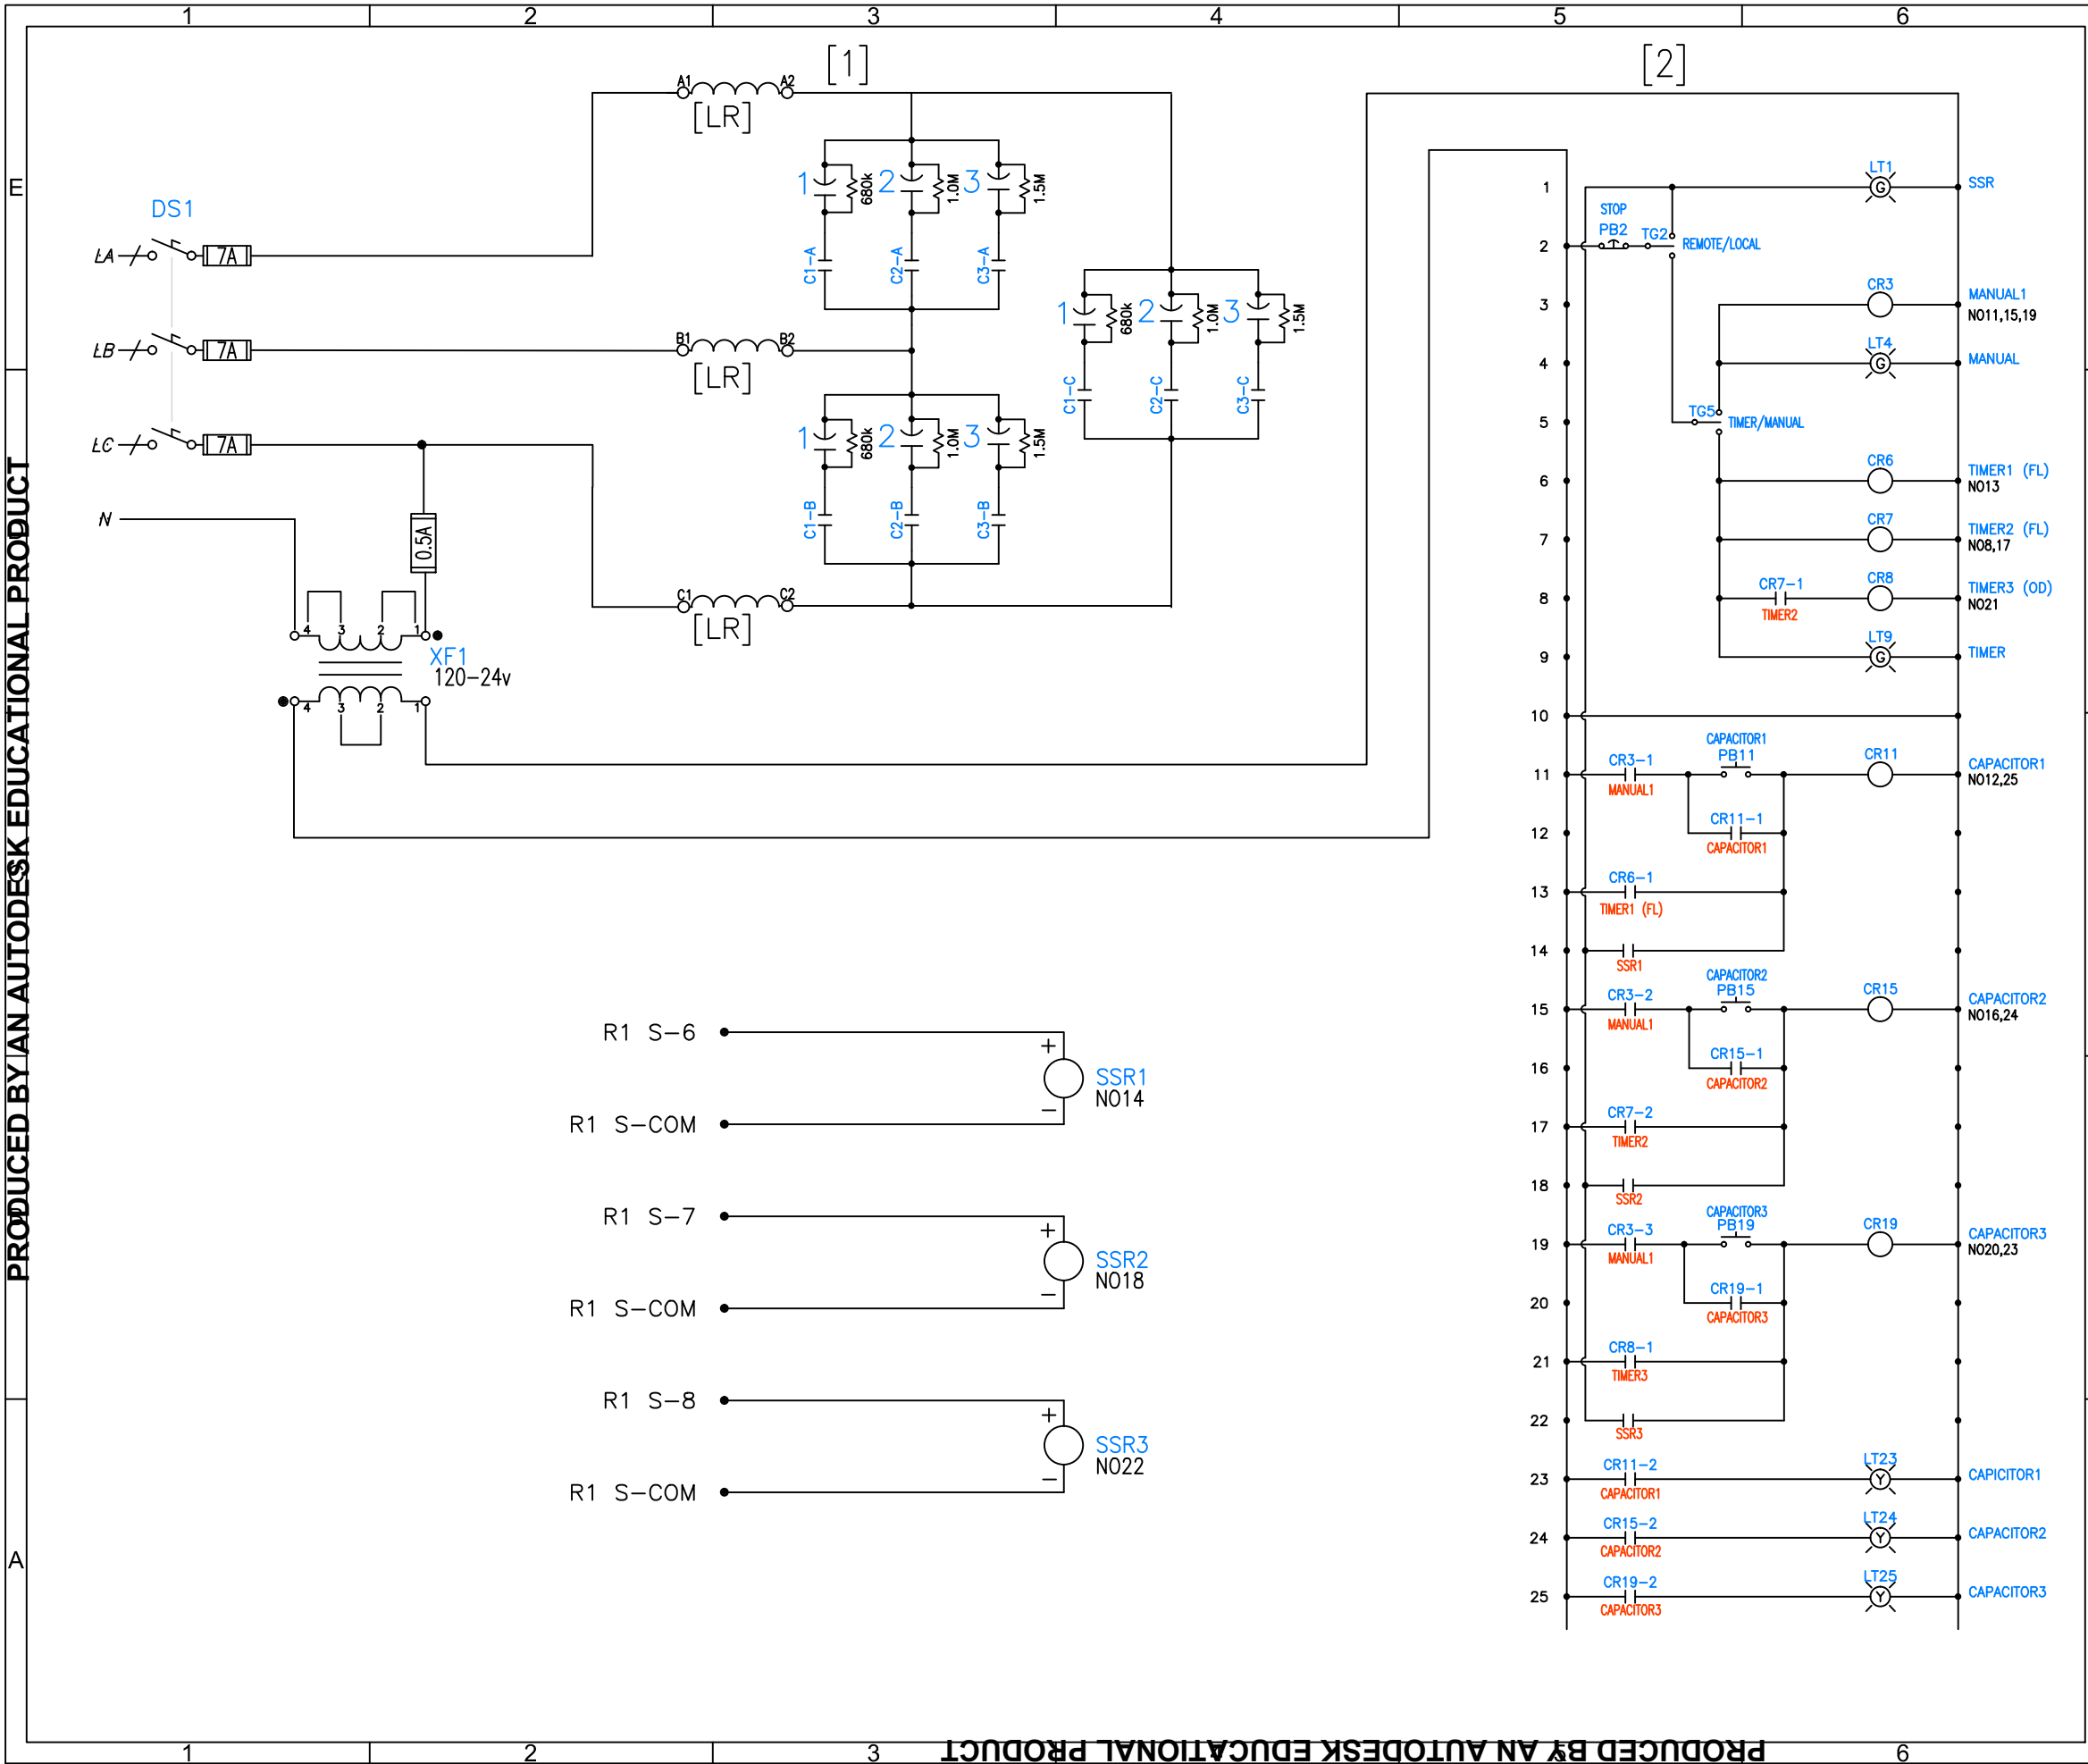 1 2 3 4 5 6
[1]
[2]
A1 A2
[LR]
E
1 680k 2 1.0M 3 1.5M
C1-A C2-A C3-A
DS1
LA 7A
LB 7A
B1 B2
[LR]
LC 7A
N
0.5A
1 680k 2 1.0M 3 1.5M
C1-C C2-C C3-C
1 680k 2 1.0M 3 1.5M
C1-B C2-B C3-B
C1 C2
[LR]
4 3 2 1
XF1
120-24v
4 3 2 1
R1 S-6
+
SSR1
NO14
-
R1 S-COM
R1 S-7
+
SSR2
NO18
-
R1 S-COM
R1 S-8
+
SSR3
NO22
-
R1 S-COM
1 LT1 G SSR
STOP
2 PB2 TG2 REMOTE/LOCAL
3 CR3 MANUAL1
NO11,15,19
4 LT4 G MANUAL
5 TG5 TIMER/MANUAL
6 CR6 TIMER1 (FL)
NO13
7 CR7 TIMER2 (FL)
NO8,17
8 CR7-1 CR8 TIMER3 (OD)
TIMER2 NO21
9 LT9 G TIMER
10
CAPACITOR1
11 CR3-1 PB11 CR11 CAPACITOR1
MANUAL1 NO12,25
12 CR11-1
CAPACITOR1
13 CR6-1
TIMER1 (FL)
14
SSR1
CAPACITOR2
15 CR3-2 PB15 CR15 CAPACITOR2
MANUAL1 NO16,24
16 CR15-1
CAPACITOR2
17 CR7-2
TIMER2
18
SSR2
CAPACITOR3
19 CR3-3 PB19 CR19 CAPACITOR3
MANUAL1 NO20,23
20 CR19-1
CAPACITOR3
21 CR8-1
TIMER3
22
SSR3
23 CR11-2 LT23 Y CAPICITOR1
CAPACITOR1
24 CR15-2 LT24 Y CAPACITOR2
CAPACITOR2
25 CR19-2 LT25 Y CAPACITOR3
CAPACITOR3
A
PRODUCED BY AN AUTODESK EDUCATIONAL PRODUCT
PRODUCED BY AN AUTODESK EDUCATIONAL PRODUCT
1 2 3 6